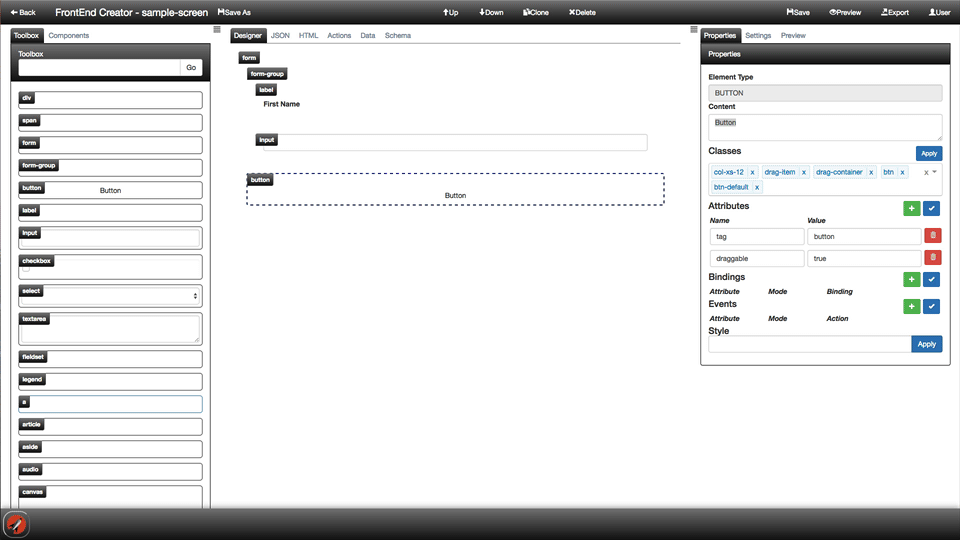 Back FrontEnd Creator - sample-screen Save As Up Down Clone Delete Save Preview Export User
Toolbox Components
Toolbox
Go
div
span
form
form-group
button Button
label
input
checkbox
select
textarea
fieldset
legend
a
article
aside
audio
canvas
Designer JSON HTML Actions Data Schema
form
form-group
label
First Name
input
button
Button
Properties Settings Preview
Properties
Element Type
BUTTON
Content
Button
Classes Apply
col-xs-12 x drag-item x drag-container x btn x x
btn-default x
Attributes
Name Value
tag button
draggable true
Bindings
Attribute Mode Binding
Events
Attribute Mode Action
Style
Apply